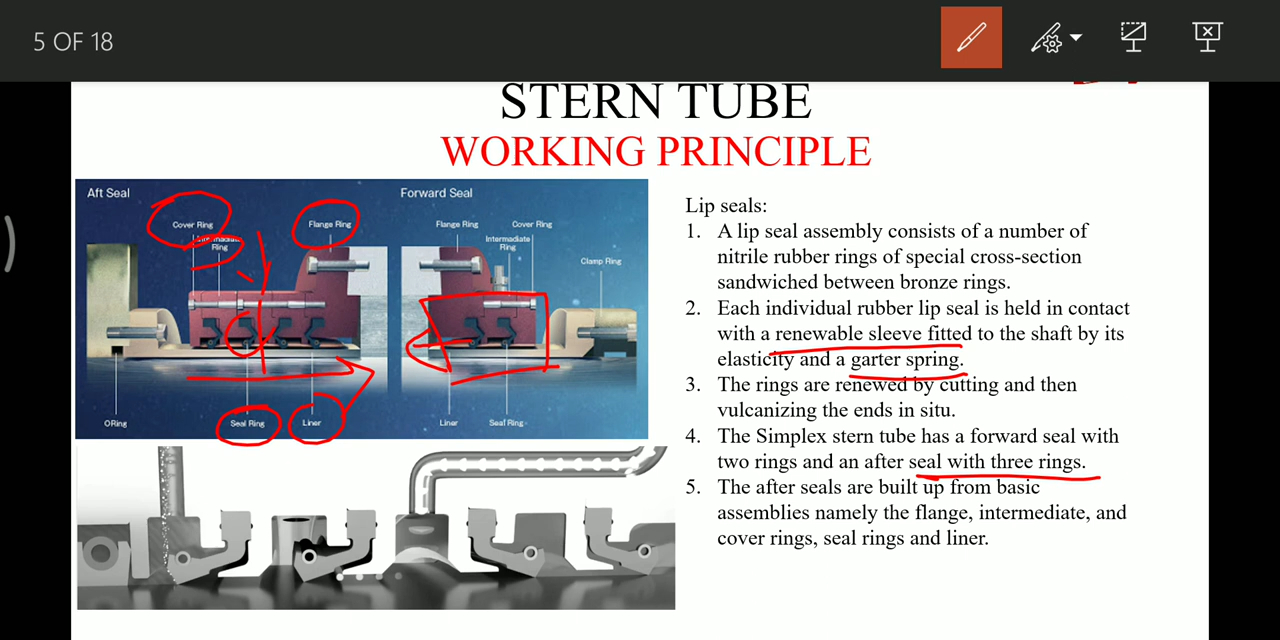 5 OF 18
STERN TUBE
WORKING PRINCIPLE
Aft Seal
Forward Seal
Cover Ring
Flange Ring
Intermediate
Ring
Flange Ring
Cover Ring
Intermediate
Ring
Clamp Ring
O Ring
Seal Ring
Liner
Liner
Seal Ring
Lip seals:
1. A lip seal assembly consists of a number of
nitrile rubber rings of special cross-section
sandwiched between bronze rings.
2. Each individual rubber lip seal is held in contact
with a renewable sleeve fitted to the shaft by its
elasticity and a garter spring.
3. The rings are renewed by cutting and then
vulcanizing the ends in situ.
4. The Simplex stern tube has a forward seal with
two rings and an after seal with three rings.
5. The after seals are built up from basic
assemblies namely the flange, intermediate, and
cover rings, seal rings and liner.